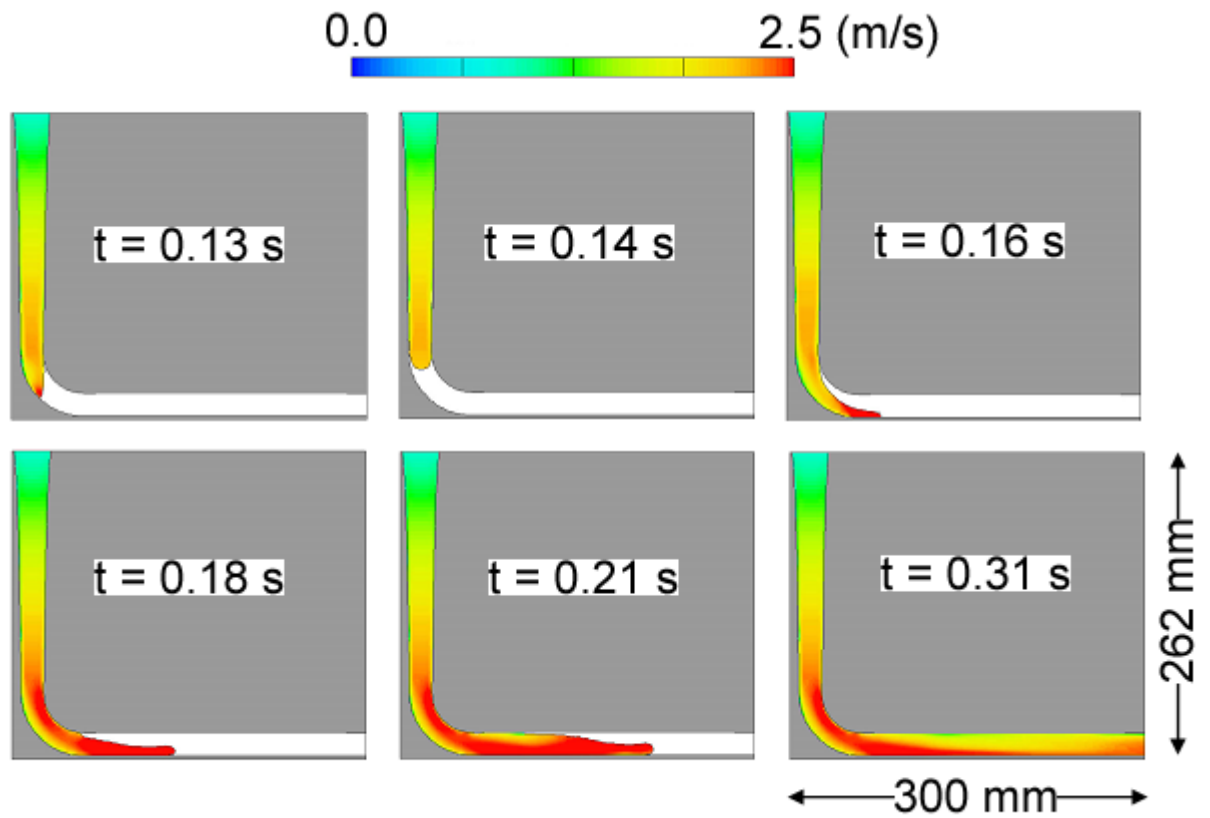 0.0 2.5 (m/s)
t = 0.13 s
t = 0.14 s
t = 0.16 s
t = 0.18 s
t = 0.21 s
t = 0.31 s
262 mm
300 mm